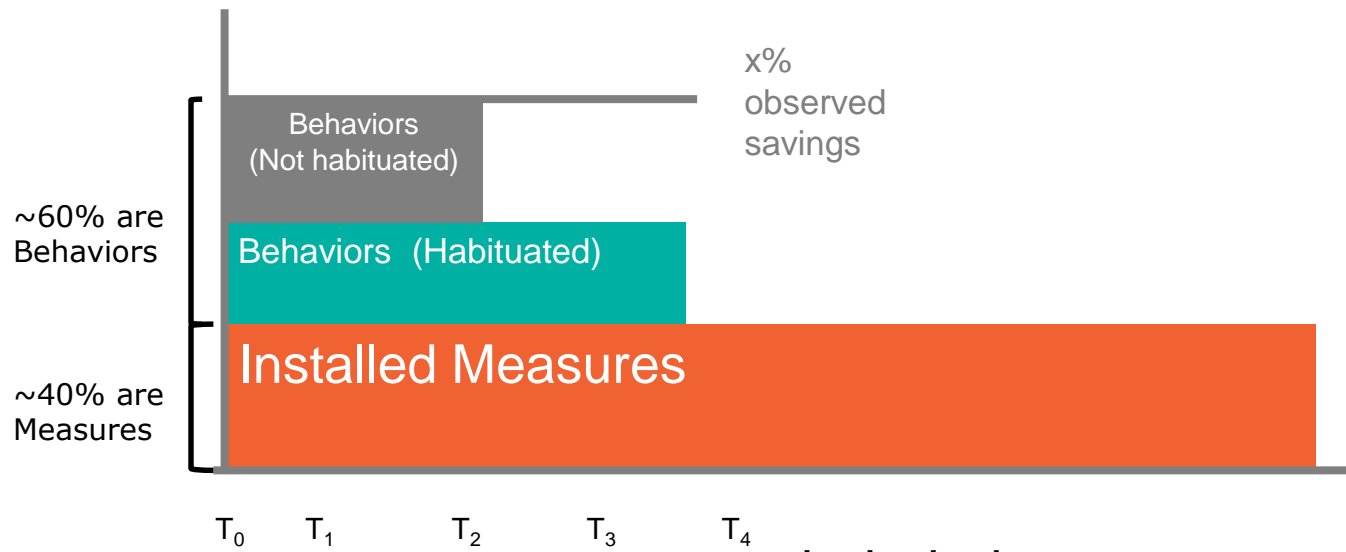 x%
observed
savings
Behaviors
(Not habituated)
~60% are
Behaviors
Behaviors (Habituated)
Installed Measures
~40% are
Measures
T₀ T₁ T₂ T₃ T₄